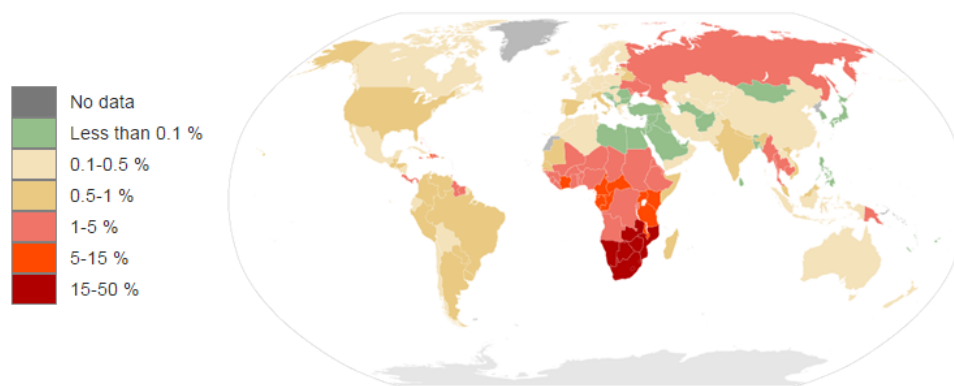 No data
Less than 0.1 %
0.1-0.5 %
0.5-1 %
1-5 %
5-15 %
15-50 %